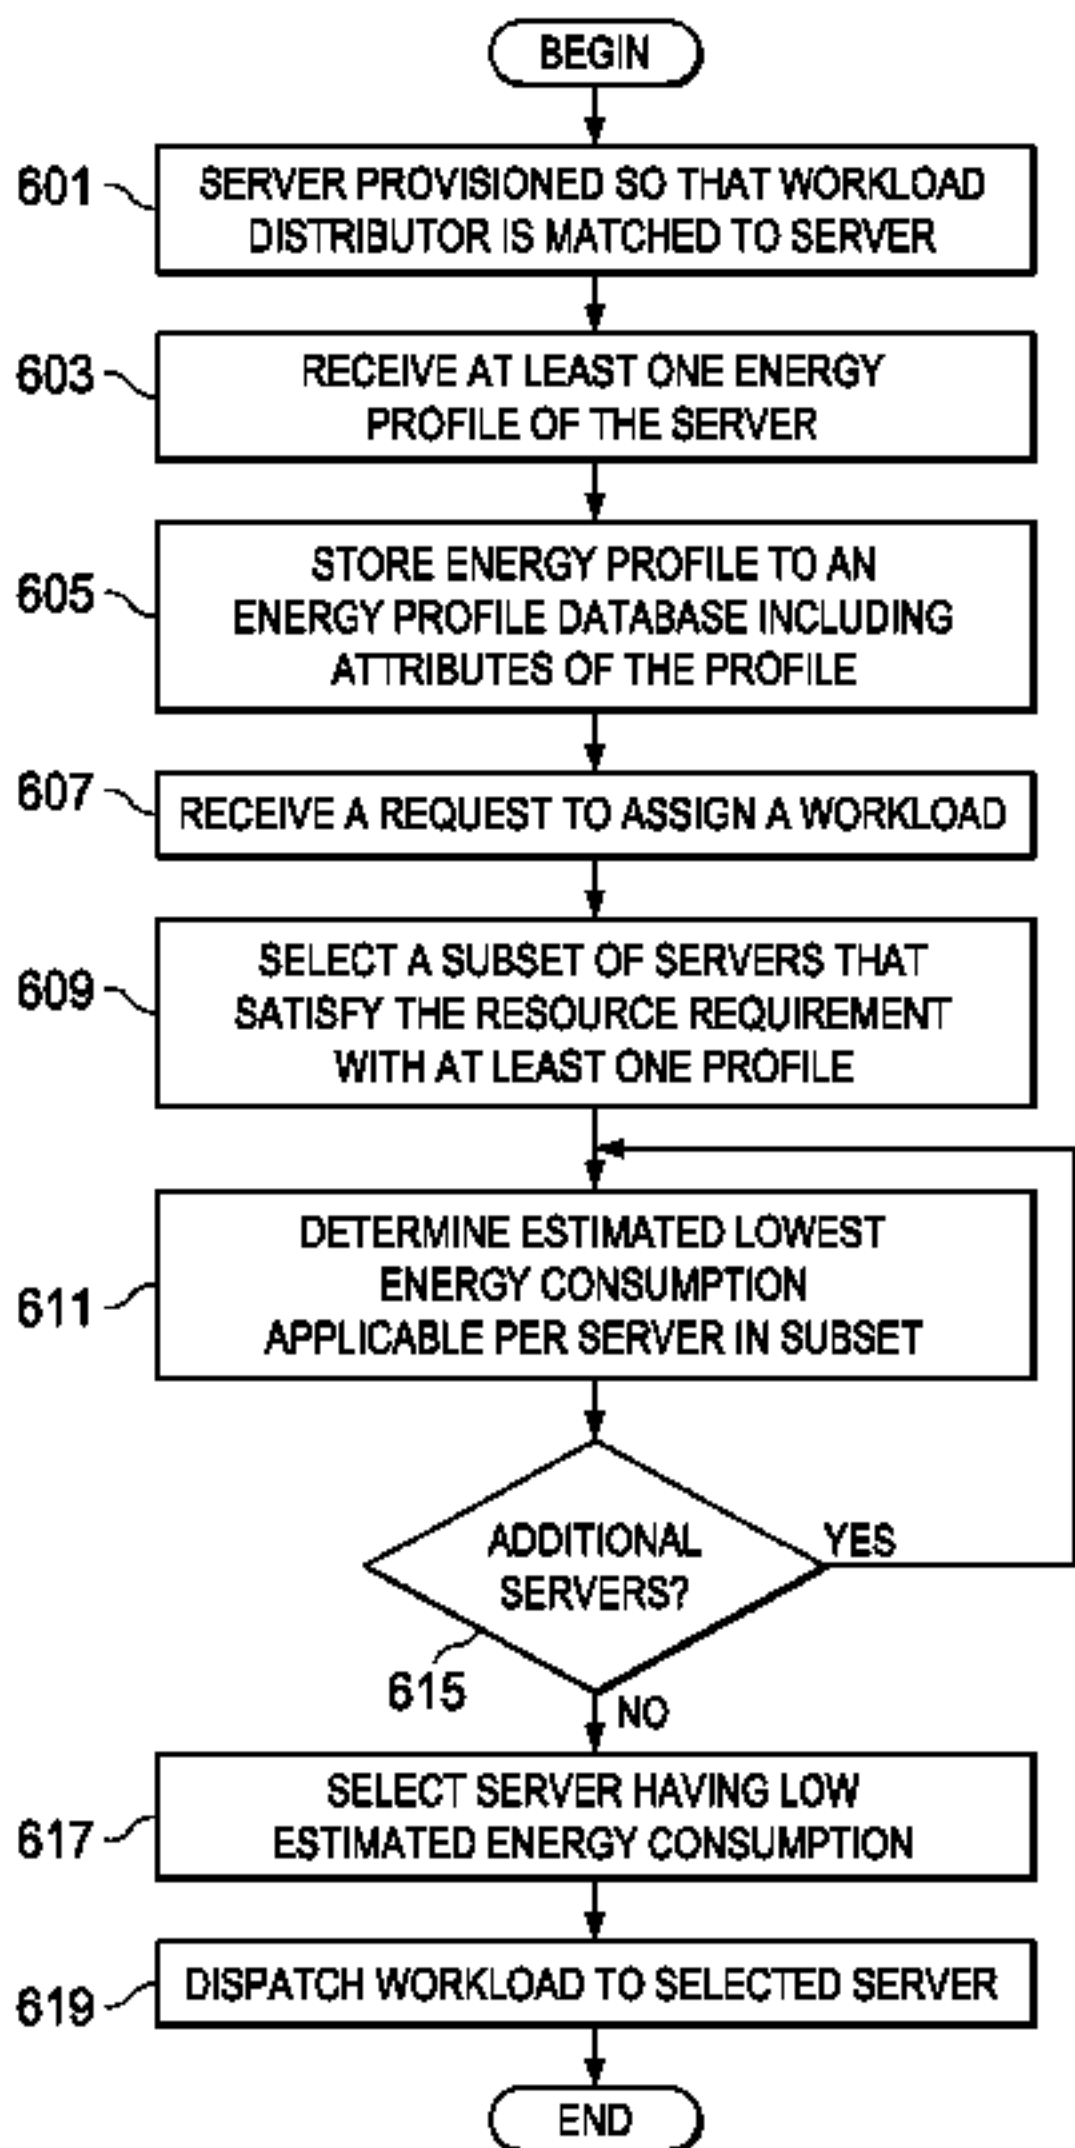 BEGIN
601
SERVER PROVISIONED SO THAT WORKLOAD
DISTRIBUTOR IS MATCHED TO SERVER
603
RECEIVE AT LEAST ONE ENERGY
PROFILE OF THE SERVER
605
STORE ENERGY PROFILE TO AN
ENERGY PROFILE DATABASE INCLUDING
ATTRIBUTES OF THE PROFILE
607
RECEIVE A REQUEST TO ASSIGN A WORKLOAD
609
SELECT A SUBSET OF SERVERS THAT
SATISFY THE RESOURCE REQUIREMENT
WITH AT LEAST ONE PROFILE
611
DETERMINE ESTIMATED LOWEST
ENERGY CONSUMPTION
APPLICABLE PER SERVER IN SUBSET
ADDITIONAL
SERVERS?
YES
615
NO
617
SELECT SERVER HAVING LOW
ESTIMATED ENERGY CONSUMPTION
619
DISPATCH WORKLOAD TO SELECTED SERVER
END